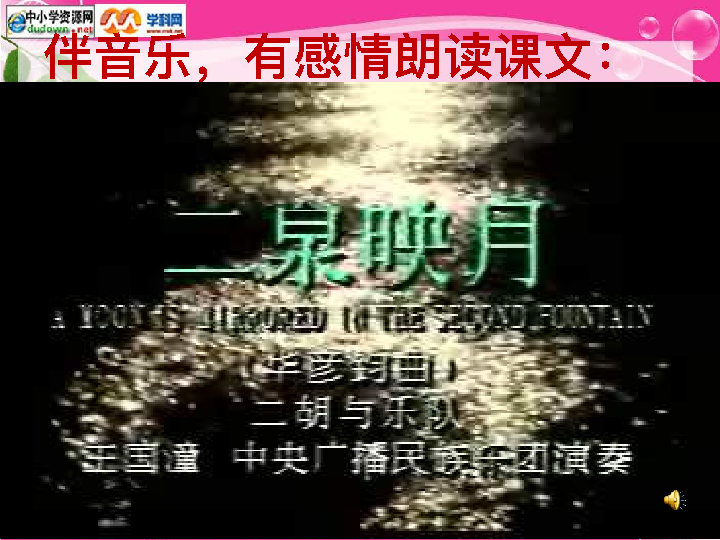 中小学资源网
dudown.net
学科网
伴音乐，有感情朗读课文：
二泉映月
A MOON IS MIRRORED IN THE SECOND FOUNTAIN
（华彦钧曲）
二胡与乐队
王国潼 中央广播民族乐团演奏